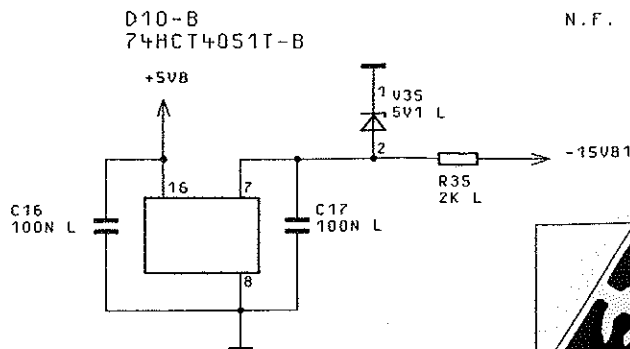 D10-B
74HCT4051T-B
N.F.
+5V8
1
V35
5V1 L
2
-15V81
R35
2K L
16
7
C16
100N L
C17
100N L
8